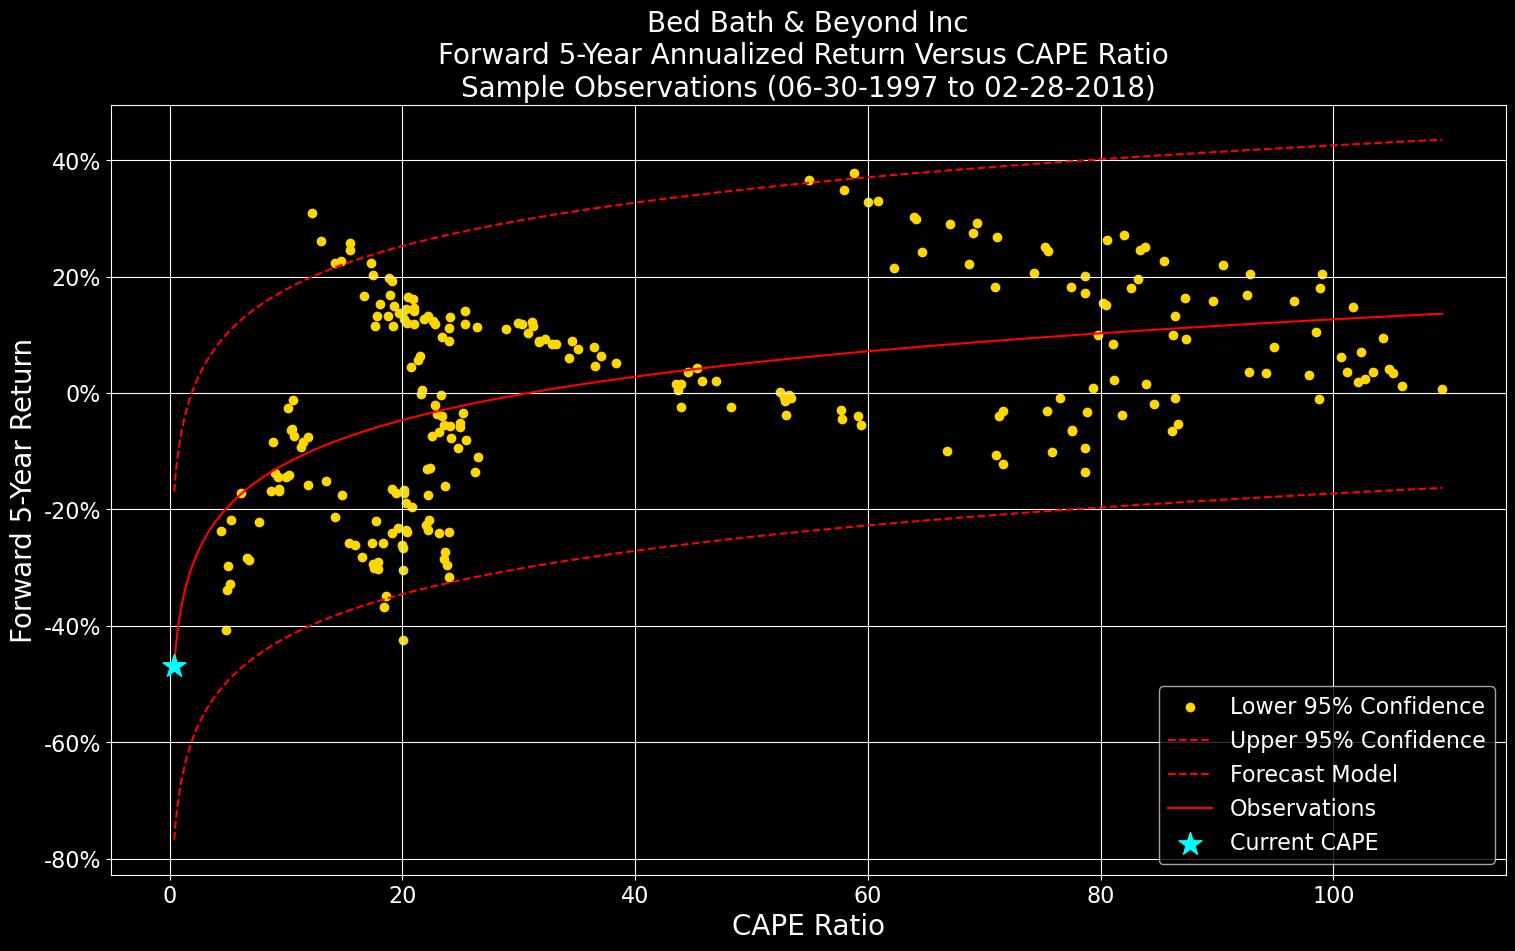 Bed Bath & Beyond Inc
Forward 5-Year Annualized Return Versus CAPE Ratio
Sample Observations (06-30-1997 to 02-28-2018)
Forward 5-Year Return
40%
20%
0%
-20%
-40%
-60%
-80%
0 20 40 60 80 100
CAPE Ratio
Lower 95% Confidence
Upper 95% Confidence
Forecast Model
Observations
Current CAPE